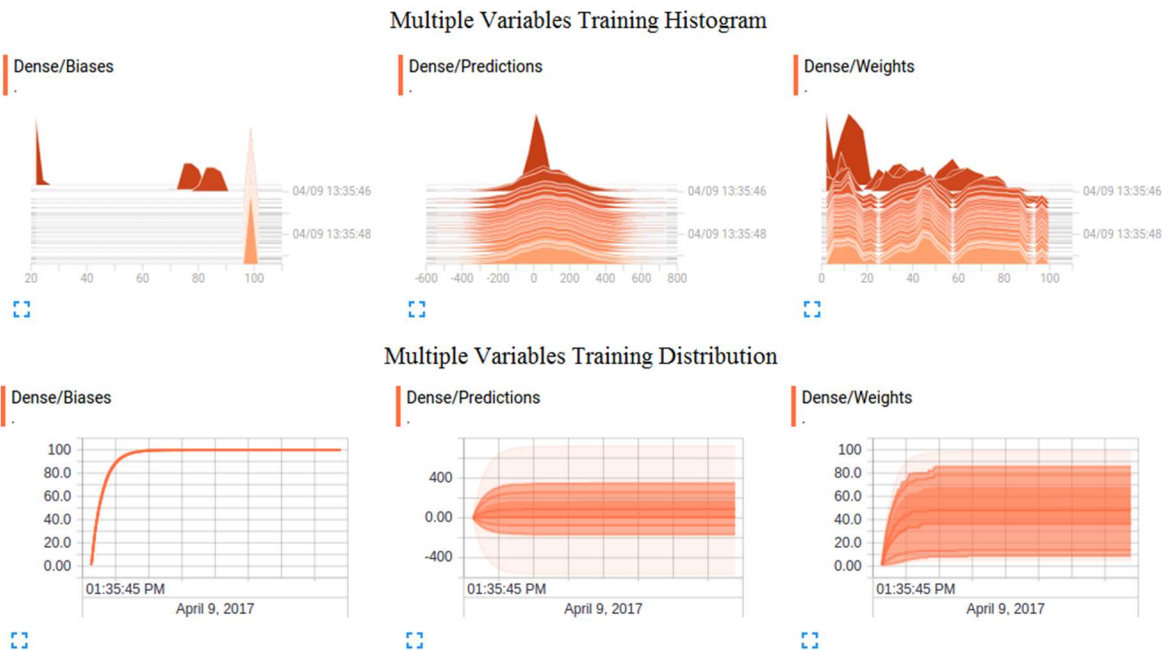 Multiple Variables Training Histogram
Dense/Biases
.
04/09 13:35:46
04/09 13:35:48
20 40 60 80 100
Dense/Predictions
.
04/09 13:35:46
04/09 13:35:48
-600 -400 -200 0 200 400 600 800
Dense/Weights
.
04/09 13:35:46
04/09 13:35:48
0 20 40 60 80 100
Multiple Variables Training Distribution
Dense/Biases
.
100
80.0
60.0
40.0
20.0
0.00
01:35:45 PM
April 9, 2017
Dense/Predictions
.
400
0.00
-400
01:35:45 PM
April 9, 2017
Dense/Weights
.
100
80.0
60.0
40.0
20.0
0.00
01:35:45 PM
April 9, 2017